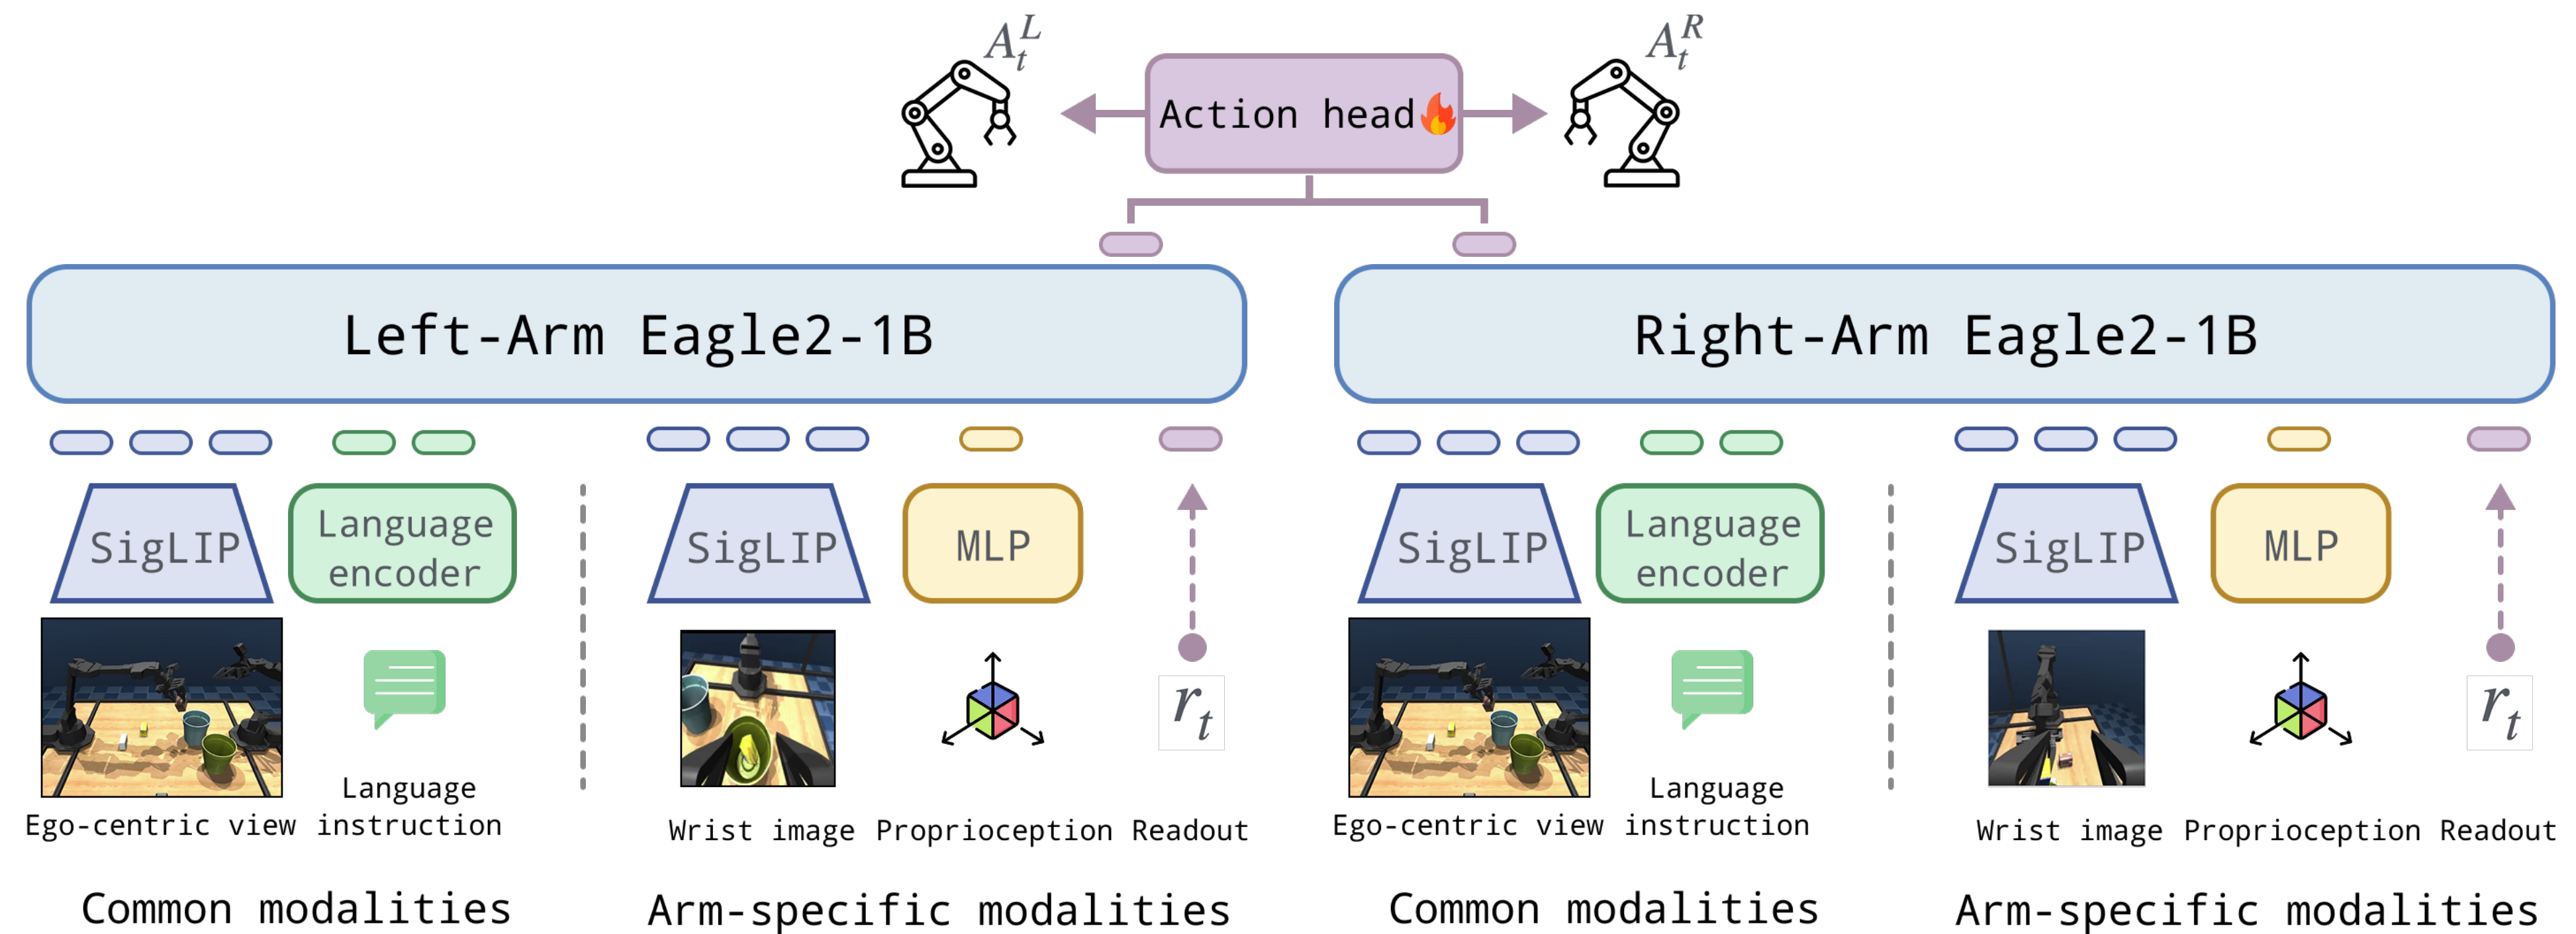 A_t^L
A_t^R
Action head
Left-Arm Eagle2-1B
Right-Arm Eagle2-1B
SigLIP
Language
encoder
SigLIP
MLP
SigLIP
Language
encoder
SigLIP
MLP
r_t
r_t
Language
Ego-centric view instruction
Wrist image Proprioception Readout
Language
Ego-centric view instruction
Wrist image Proprioception Readout
Common modalities
Arm-specific modalities
Common modalities
Arm-specific modalities